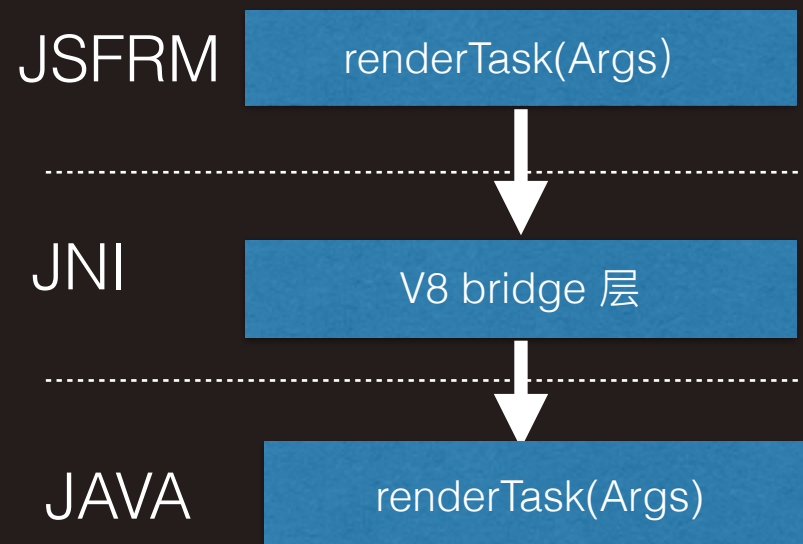 JSFRM
renderTask(Args)
JNI
V8 bridge 层
JAVA
renderTask(Args)